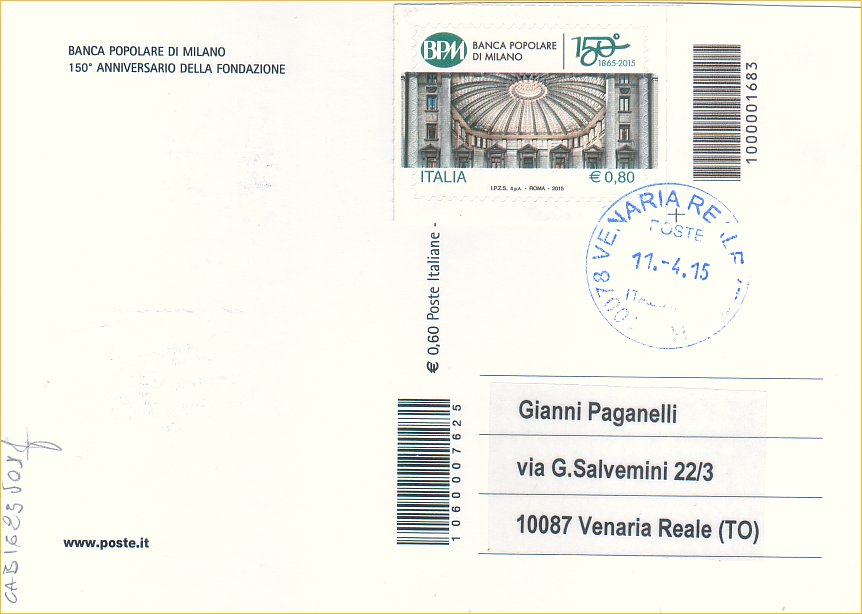 BANCA POPOLARE DI MILANO
150° ANNIVERSARIO DELLA FONDAZIONE
BPM BANCA POPOLARE
DI MILANO
150°
1865-2015
ITALIA € 0,80
I.P.Z.S. S.p.A. - ROMA - 2015
1000001683
VENARIA REALE
POSTE
11.-4.15
€ 0,60 Poste Italiane -
1060007625
Gianni Paganelli
via G.Salvemini 22/3
10087 Venaria Reale (TO)
www.poste.it